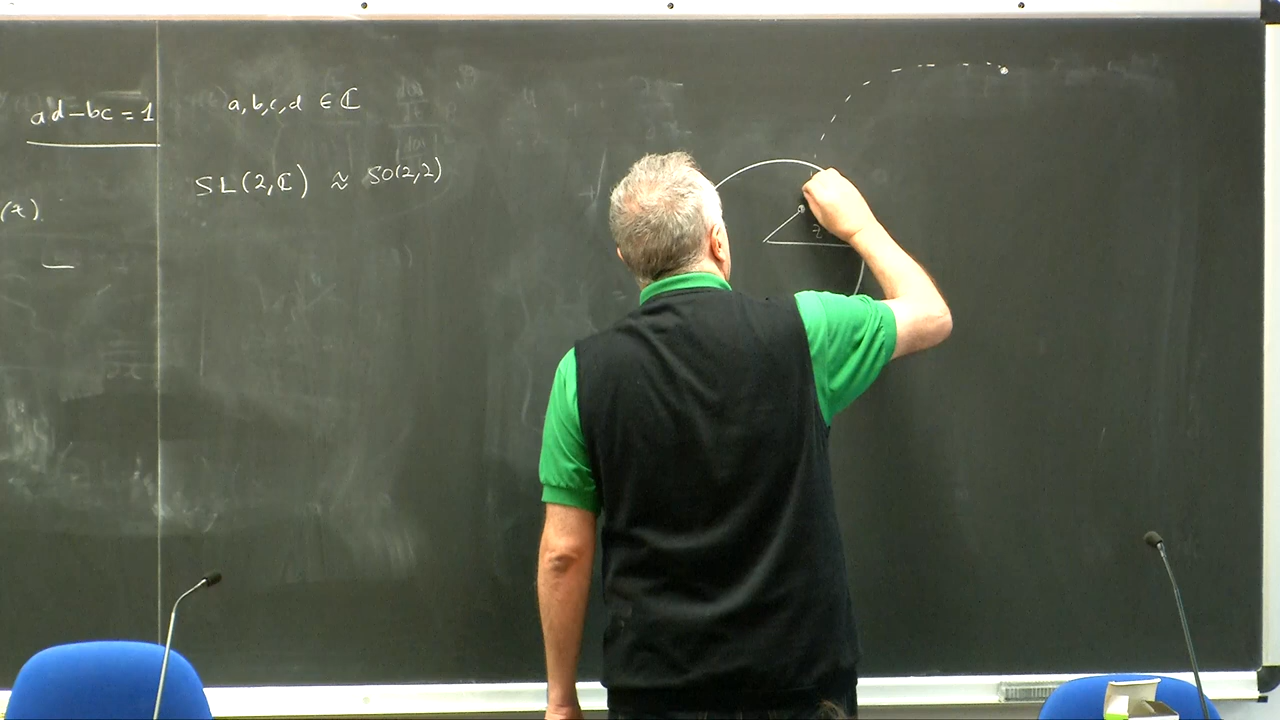 ad-bc=1
a,b,c,d ∈ ℂ
SL(2,ℂ) ≈ SO(2,2)
(z)
z